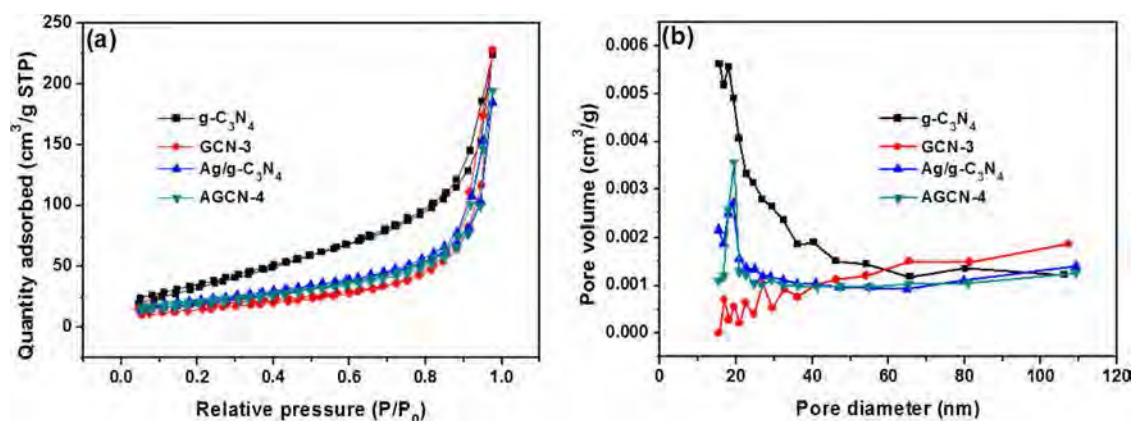 (a)
250
200
150
100
50
0
Quantity adsorbed (cm³/g STP)
g-C₃N₄
GCN-3
Ag/g-C₃N₄
AGCN-4
0.0 0.2 0.4 0.6 0.8 1.0
Relative pressure (P/P₀)
(b)
0.006
0.005
0.004
0.003
0.002
0.001
0.000
Pore volume (cm³/g)
g-C₃N₄
GCN-3
Ag/g-C₃N₄
AGCN-4
0 20 40 60 80 100 120
Pore diameter (nm)